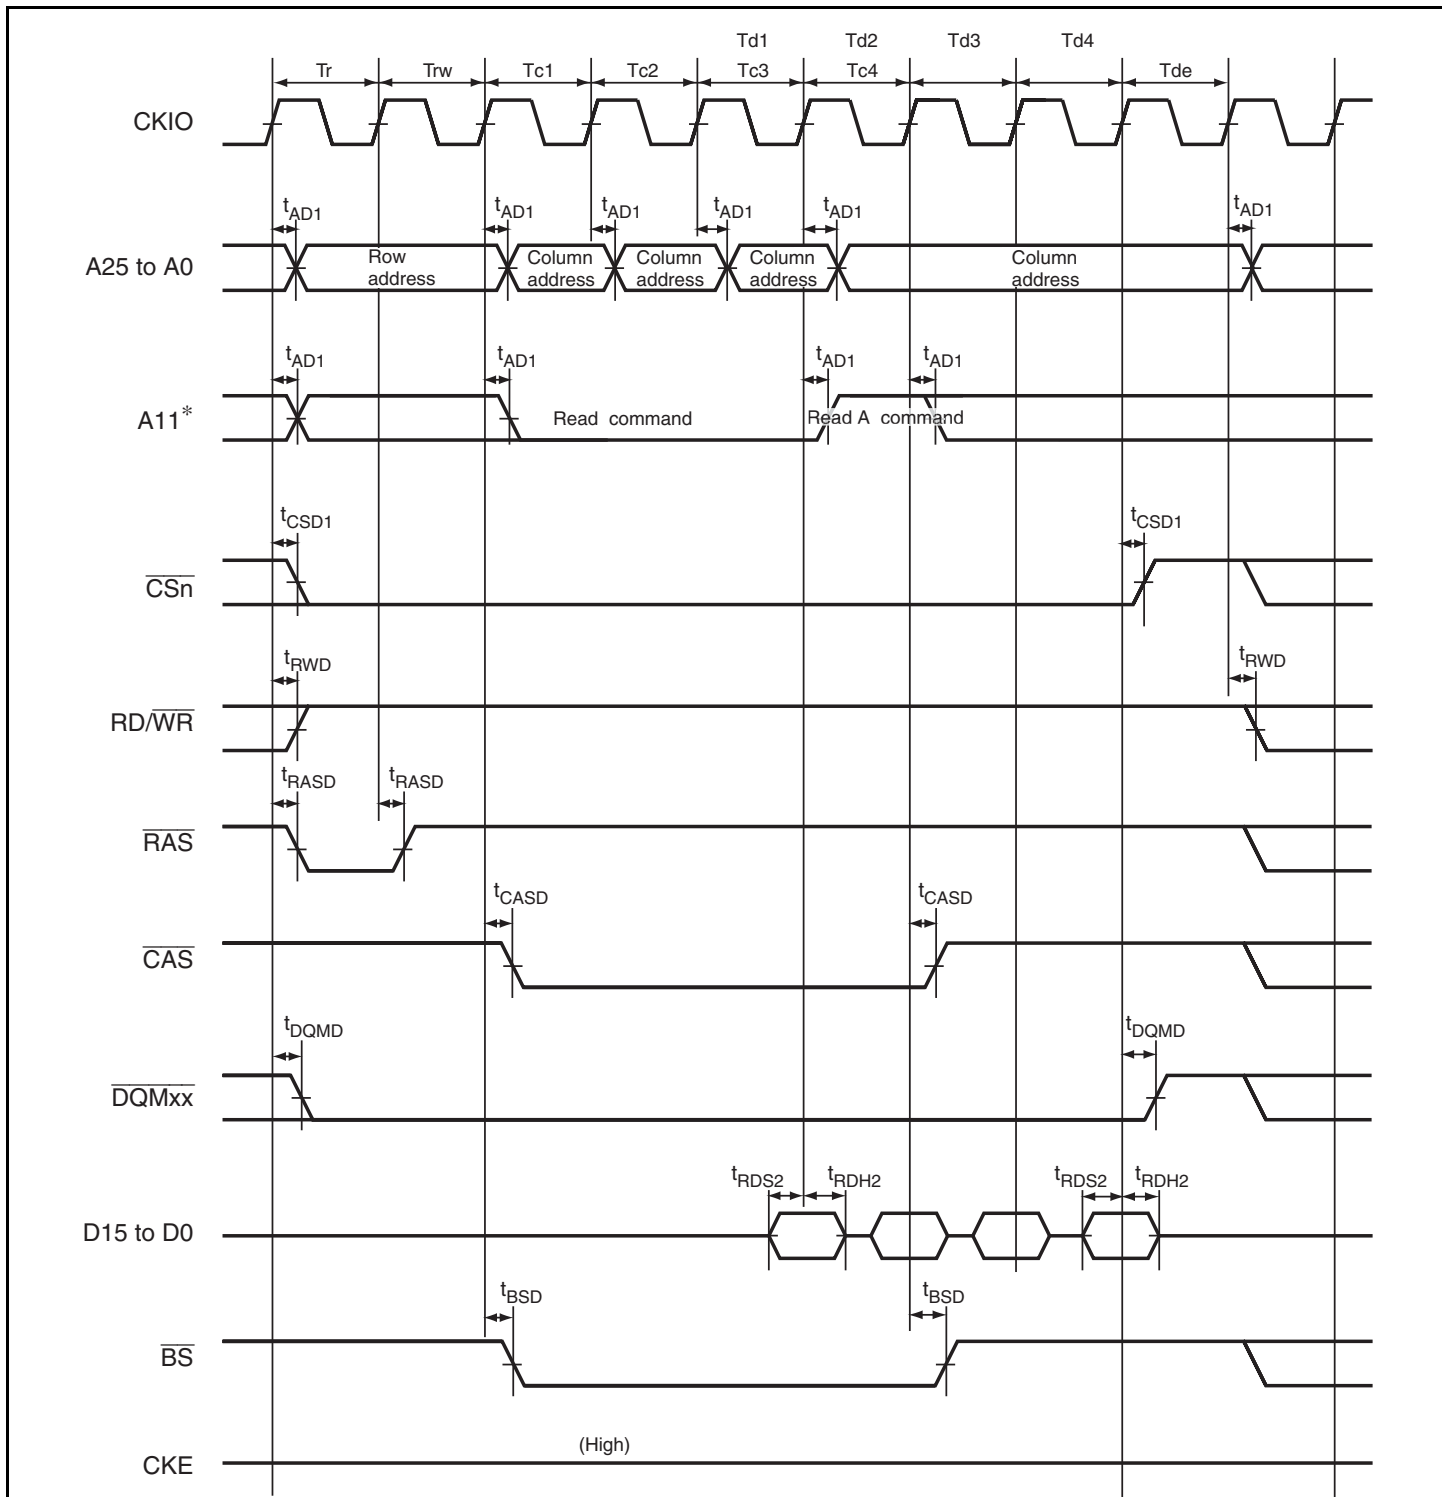 Td1 Td2 Td3 Td4
Tr Trw Tc1 Tc2 Tc3 Tc4 Tde
CKIO
tAD1 tAD1 tAD1 tAD1 tAD1 tAD1
A25 to A0
Row address
Column address
Column address
Column address
Column address
tAD1 tAD1 tAD1 tAD1
A11*
Read command
Read A command
tCSD1 tCSD1
CSn
tRWD tRWD
RD/WR
tRASD tRASD
RAS
tCASD tCASD
CAS
tDQMD tDQMD
DQMxx
tRDS2 tRDH2 tRDS2 tRDH2
D15 to D0
tBSD tBSD
BS
(High)
CKE